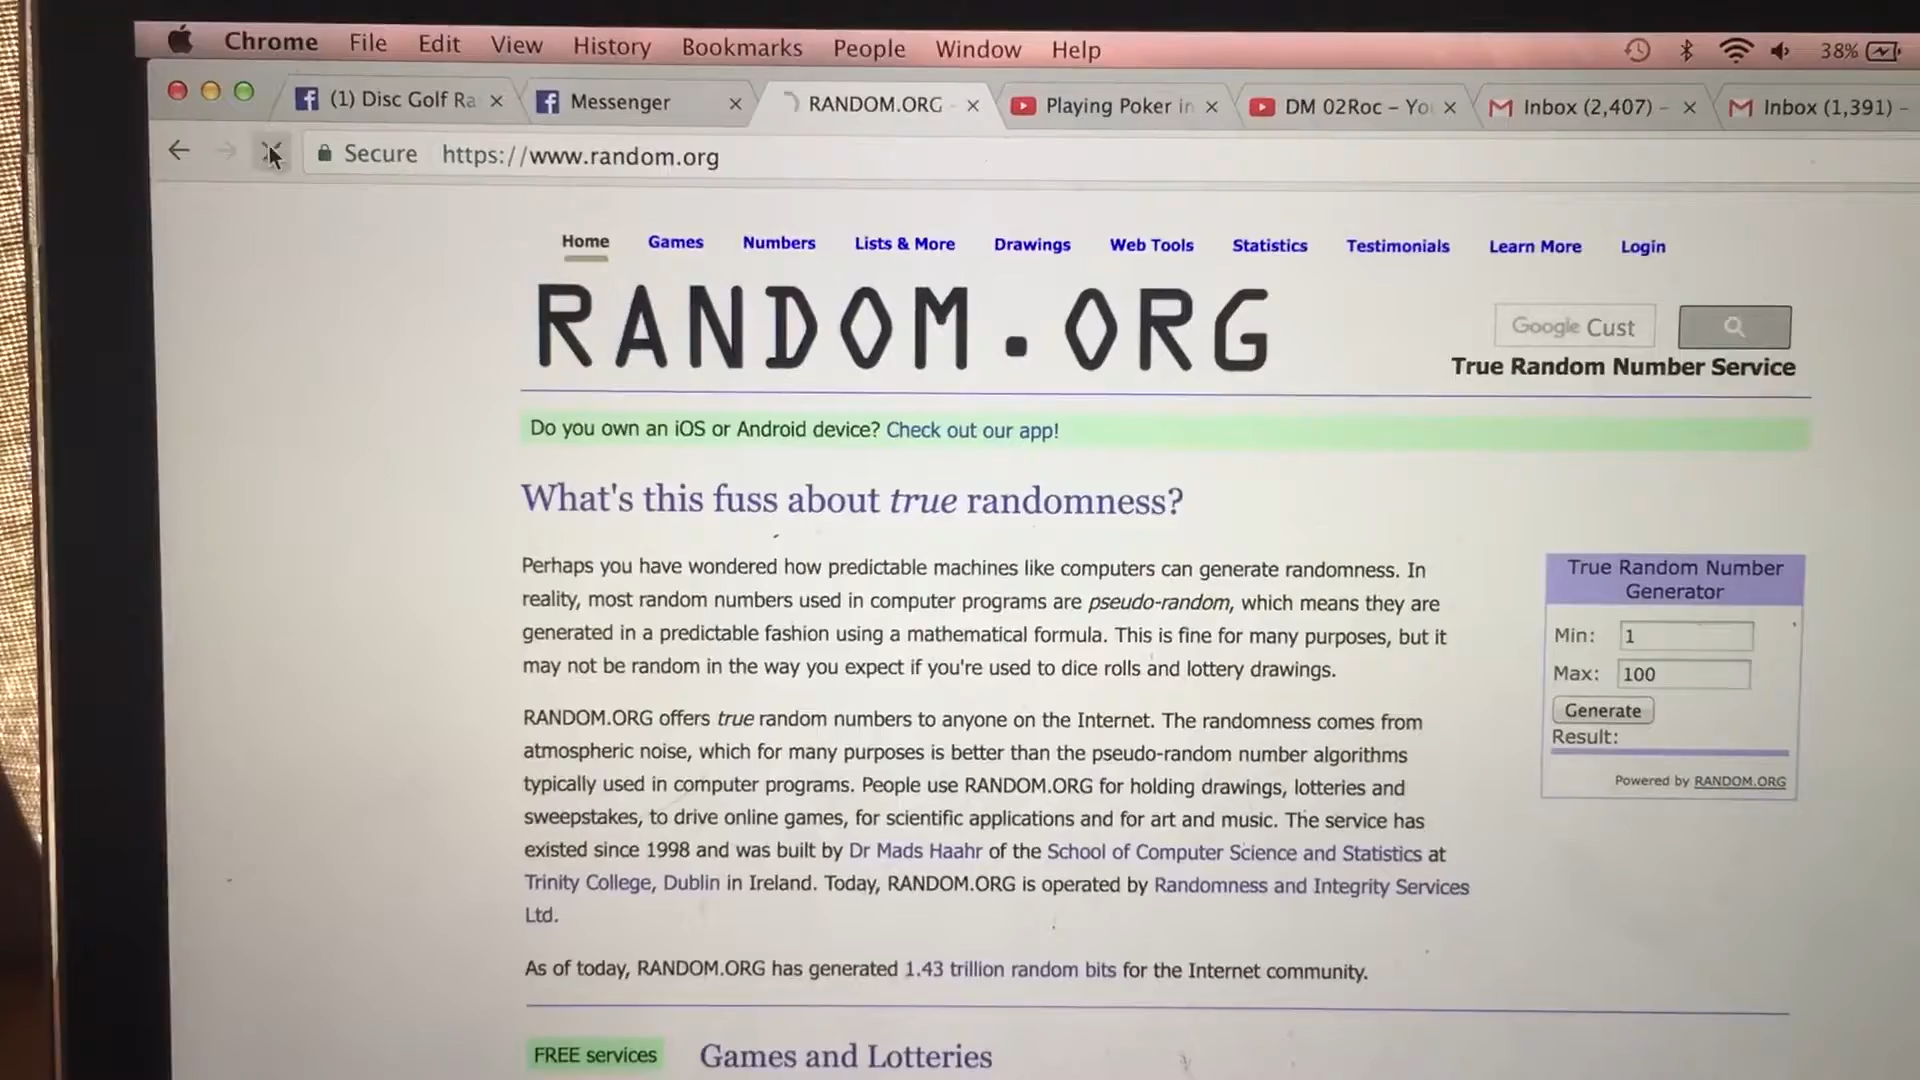 Chrome File Edit View History Bookmarks People Window Help 38%
(1) Disc Golf Ra Messenger RANDOM.ORG - Playing Poker in DM 02Roc – Yo Inbox (2,407) - Inbox (1,391) -
Secure https://www.random.org
Home Games Numbers Lists & More Drawings Web Tools Statistics Testimonials Learn More Login
RANDOM.ORG
Google Cust
True Random Number Service
Do you own an iOS or Android device? Check out our app!
What's this fuss about true randomness?
Perhaps you have wondered how predictable machines like computers can generate randomness. In
reality, most random numbers used in computer programs are pseudo-random, which means they are
generated in a predictable fashion using a mathematical formula. This is fine for many purposes, but it
may not be random in the way you expect if you're used to dice rolls and lottery drawings.
RANDOM.ORG offers true random numbers to anyone on the Internet. The randomness comes from
atmospheric noise, which for many purposes is better than the pseudo-random number algorithms
typically used in computer programs. People use RANDOM.ORG for holding drawings, lotteries and
sweepstakes, to drive online games, for scientific applications and for art and music. The service has
existed since 1998 and was built by Dr Mads Haahr of the School of Computer Science and Statistics at
Trinity College, Dublin in Ireland. Today, RANDOM.ORG is operated by Randomness and Integrity Services
Ltd.
As of today, RANDOM.ORG has generated 1.43 trillion random bits for the Internet community.
True Random Number
Generator
Min: 1
Max: 100
Generate
Result:
Powered by RANDOM.ORG
FREE services Games and Lotteries